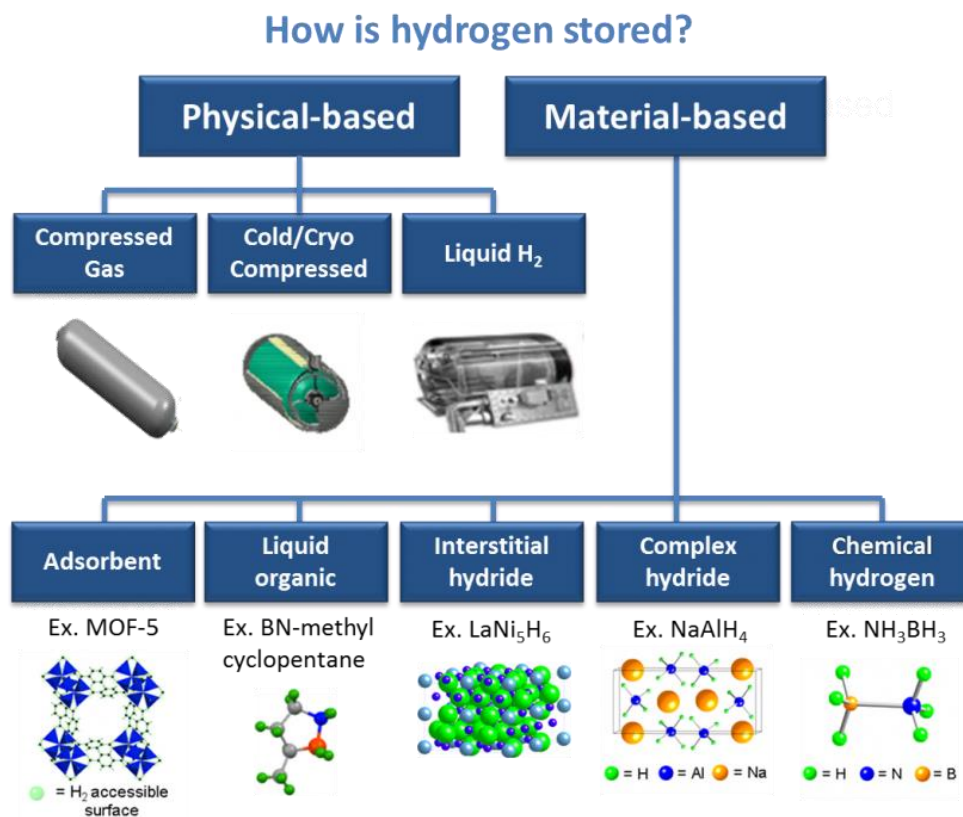 How is hydrogen stored?
Physical-based
Material-based
Compressed
Gas
Cold/Cryo
Compressed
Liquid H₂
Adsorbent
Liquid
organic
Interstitial
hydride
Complex
hydride
Chemical
hydrogen
Ex. MOF-5
Ex. BN-methyl
cyclopentane
Ex. LaNi₅H₆
Ex. NaAlH₄
Ex. NH₃BH₃
= H₂ accessible
surface
= H = Al = Na
= H = N = B